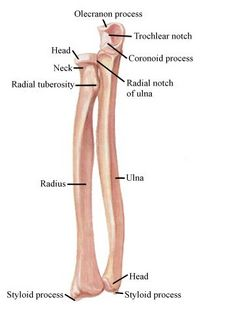 Olecranon process
Trochlear notch
Head
Coronoid process
Neck
Radial tuberosity
Radial notch
of ulna
Radius
Ulna
Head
Styloid process
Styloid process